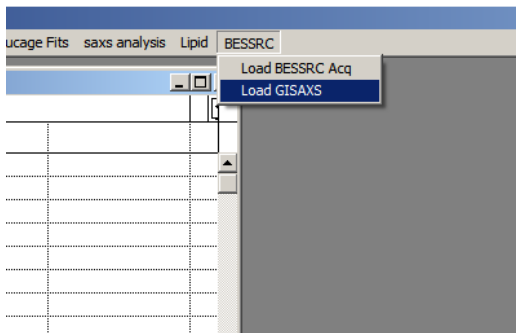 ucage Fits saxs analysis Lipid BESSRC
Load BESSRC Acq
Load GISAXS